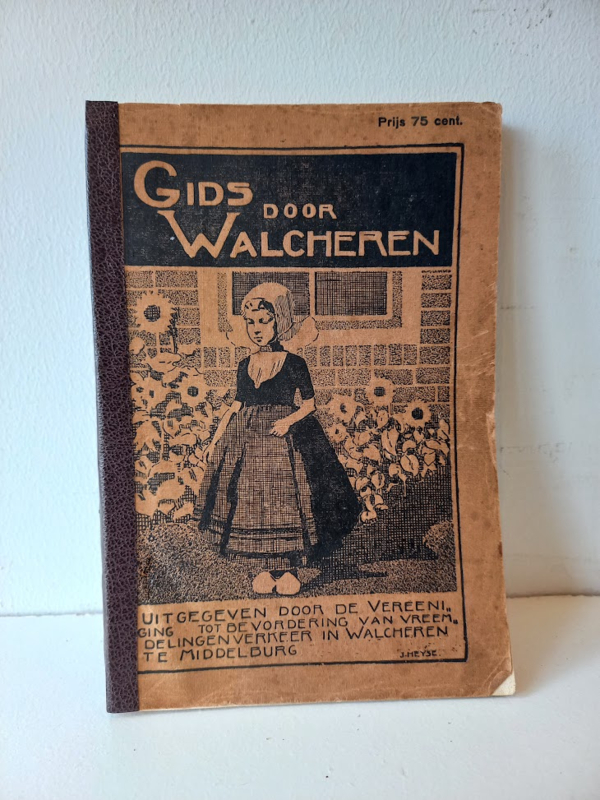 Prijs 75 cent.
GIDS
DOOR
WALCHEREN
UITGEGEVEN DOOR DE VEREENI„
GING TOT BEVORDERING VAN VREEM„
DELINGENVERKEER IN WALCHEREN
TE MIDDELBURG
J. HEYSE.